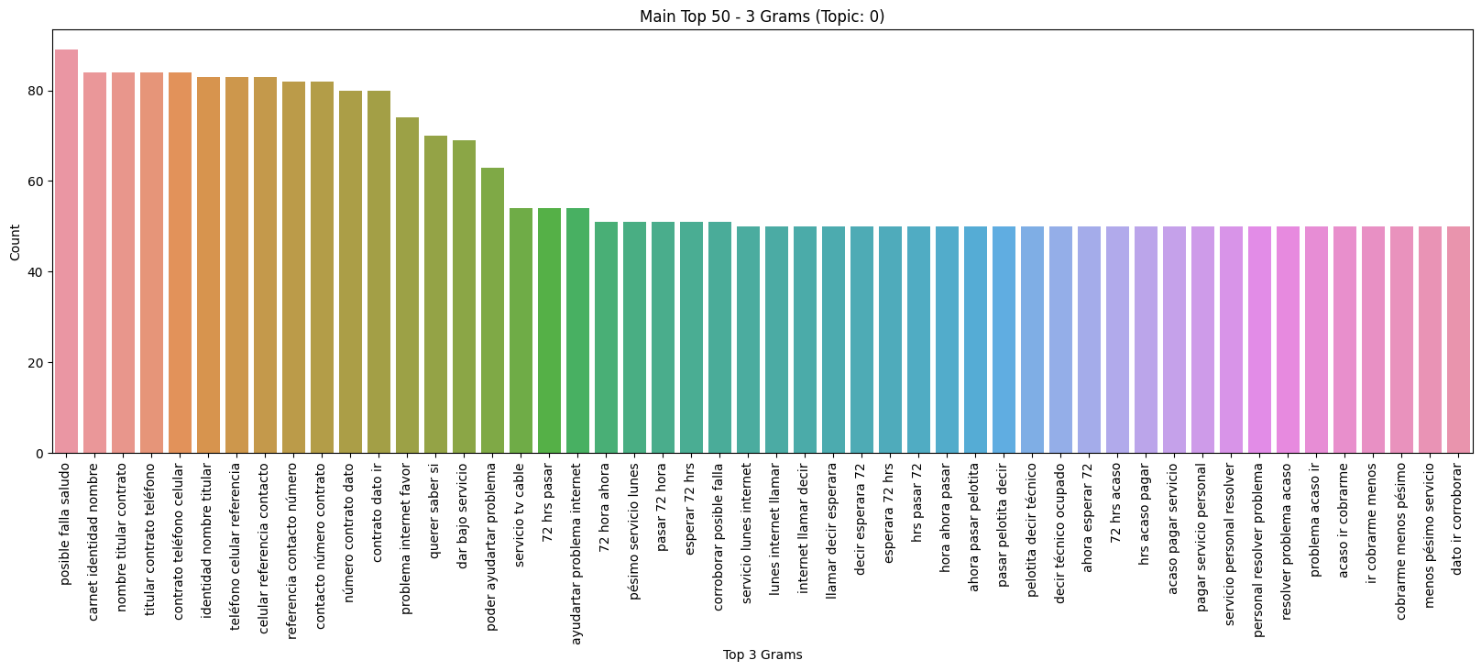 Main Top 50 - 3 Grams (Topic: 0)
Count
80
60
40
20
0
posible falla saludo
carnet identidad nombre
nombre titular contrato
titular contrato teléfono
contrato teléfono celular
identidad nombre titular
teléfono celular referencia
celular referencia contacto
referencia contacto número
contacto número contrato
número contrato dato
contrato dato ir
problema internet favor
querer saber si
dar bajo servicio
poder ayudartar problema
servicio tv cable
72 hrs pasar
ayudartar problema internet
72 hora ahora
pésimo servicio lunes
pasar 72 hora
esperar 72 hrs
corroborar posible falla
servicio lunes internet
lunes internet llamar
internet llamar decir
llamar decir esperara
decir esperara 72
esperara 72 hrs
hrs pasar 72
hora ahora pasar
ahora pasar pelotita
pasar pelotita decir
pelotita decir técnico
decir técnico ocupado
ahora esperar 72
72 hrs acaso
hrs acaso pagar
acaso pagar servicio
pagar servicio personal
servicio personal resolver
personal resolver problema
resolver problema acaso
problema acaso ir
acaso ir cobrarme
ir cobrarme menos
cobrarme menos pésimo
menos pésimo servicio
dato ir corroborar
Top 3 Grams